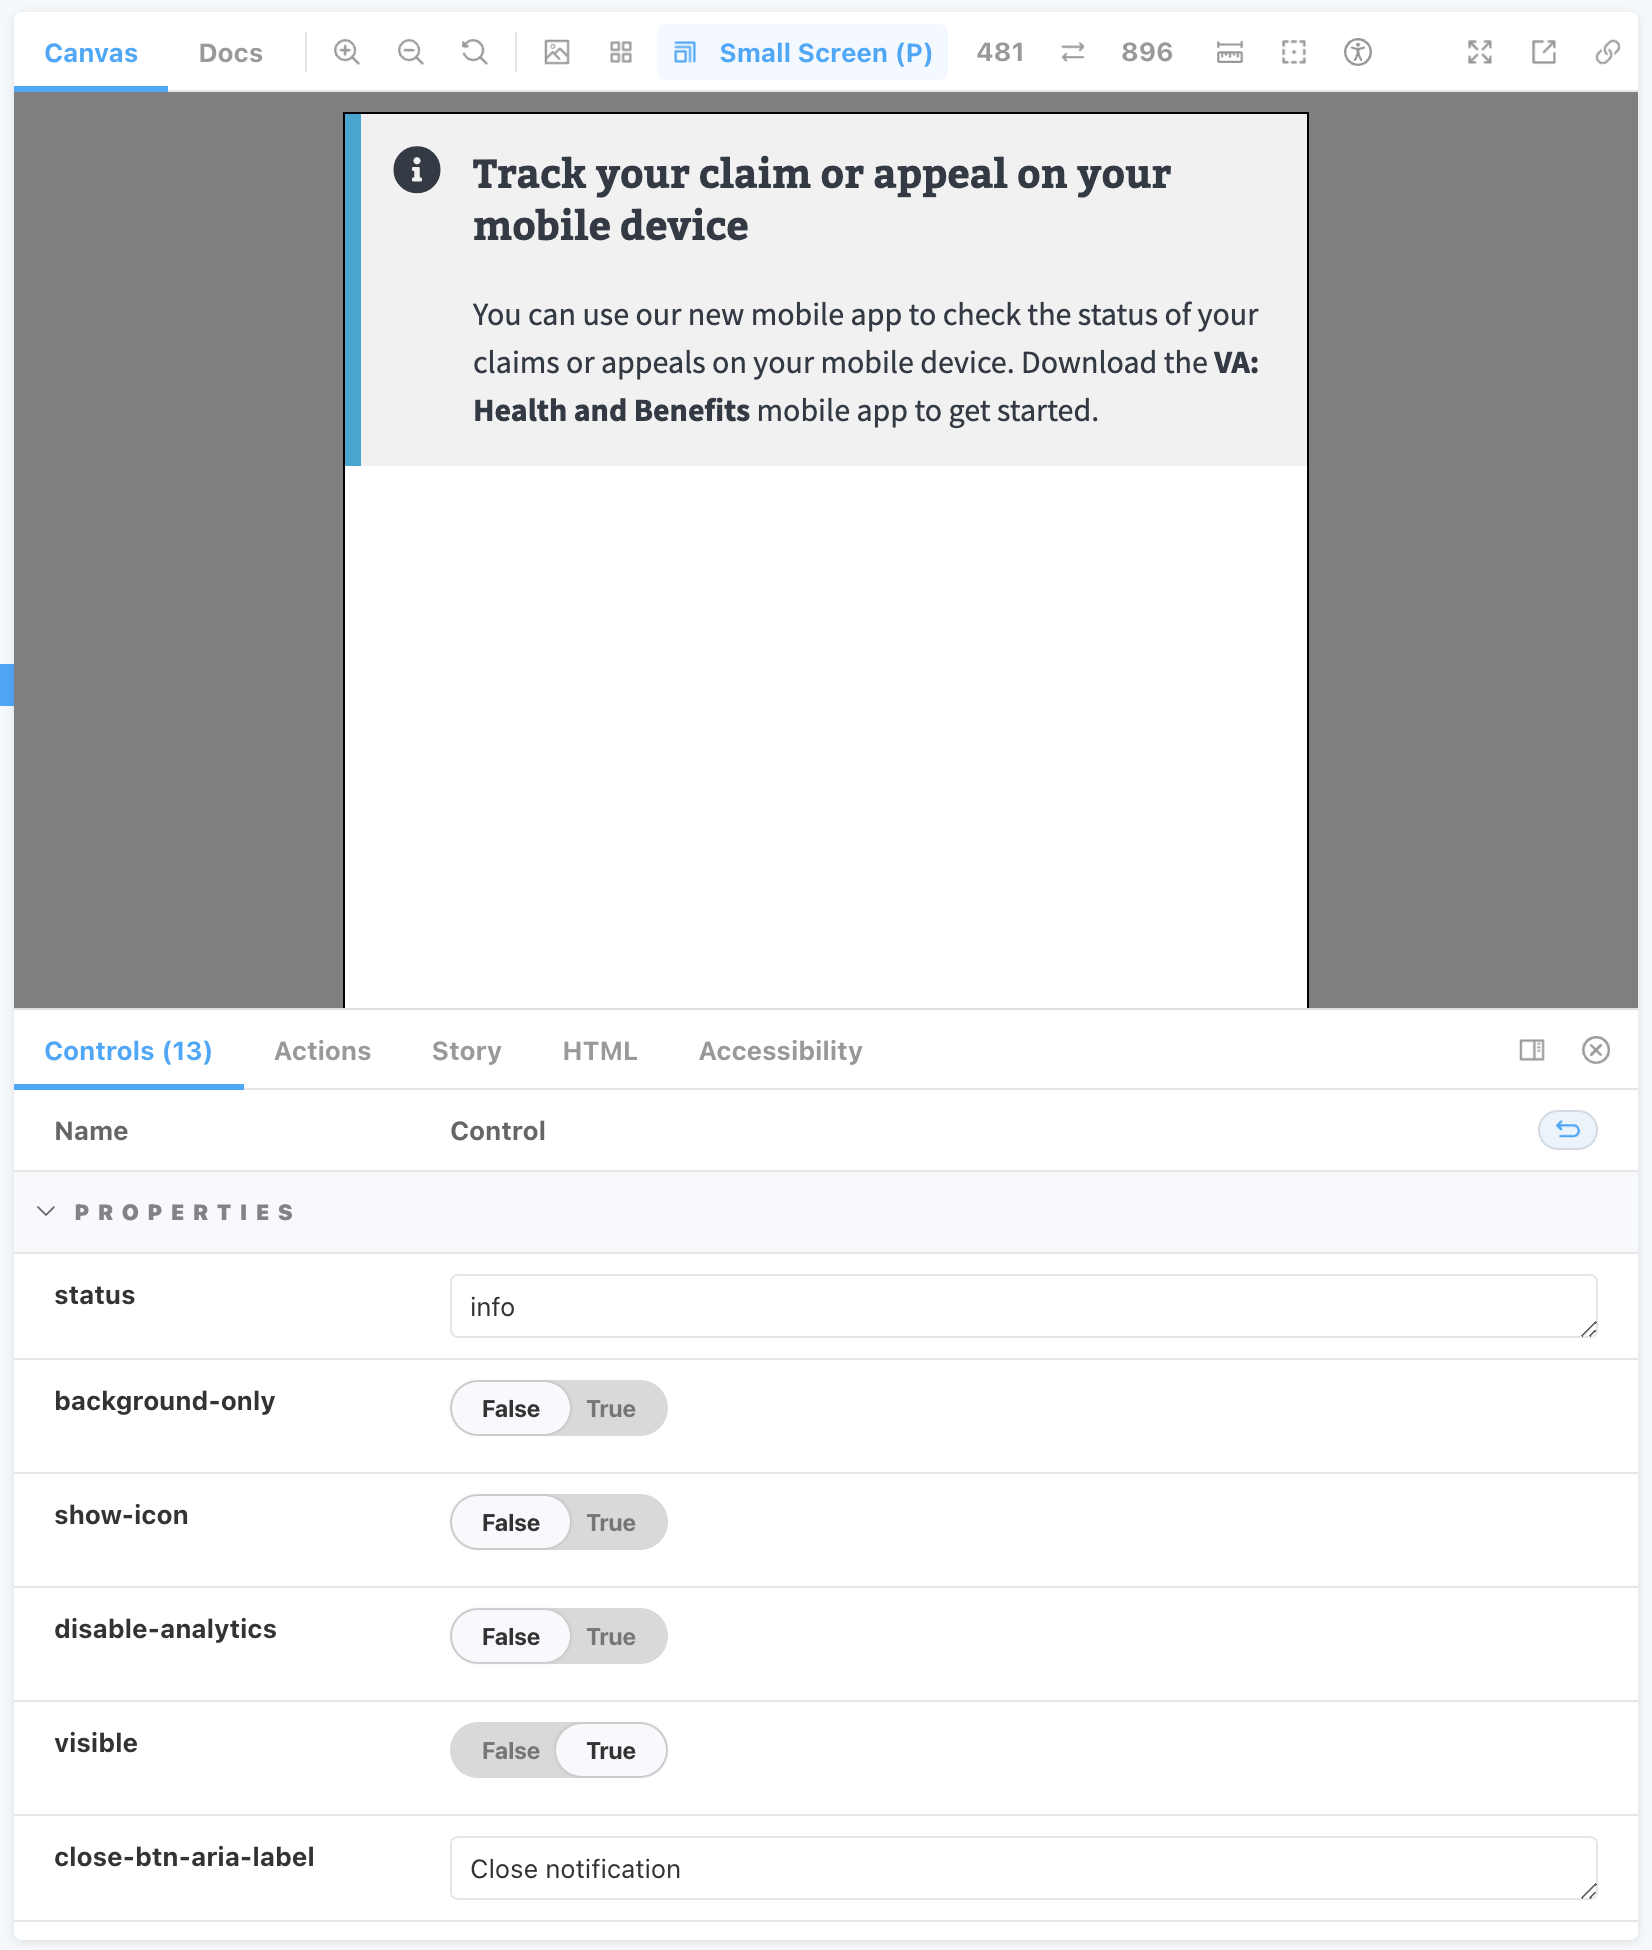 Canvas Docs Small Screen (P) 481 896
Track your claim or appeal on your
mobile device
You can use our new mobile app to check the status of your
claims or appeals on your mobile device. Download the VA:
Health and Benefits mobile app to get started.
Controls (13) Actions Story HTML Accessibility
Name Control
PROPERTIES
status info
background-only False True
show-icon False True
disable-analytics False True
visible False True
close-btn-aria-label Close notification